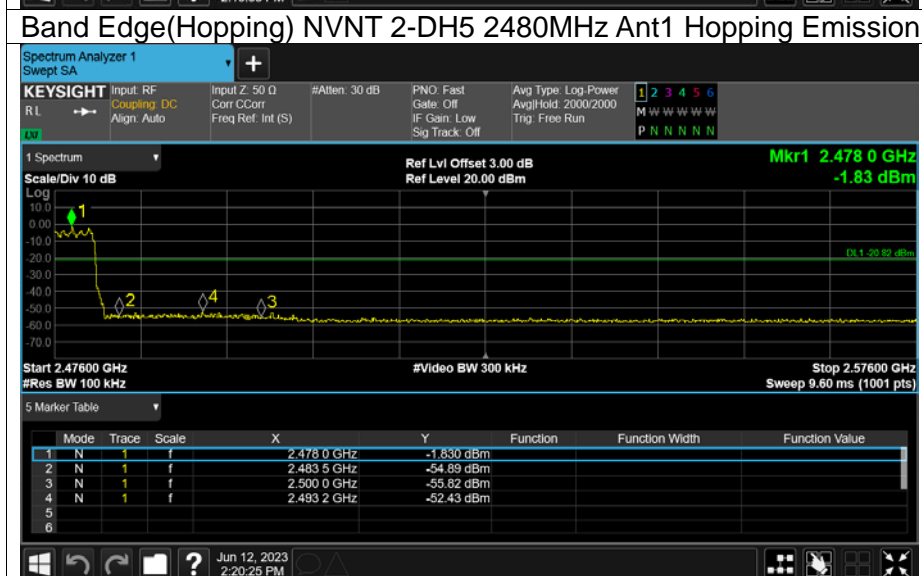 Band Edge(Hopping) NVNT 2-DH5 2480MHz Ant1 Hopping Emission
Spectrum Analyzer 1
Swept SA
+
KEYSIGHT Input: RF Input Z: 50 Ω #Atten: 30 dB PNO: Fast Avg Type: Log-Power 1 2 3 4 5 6
RL Coupling: DC Corr CCorr Gate: Off Avg|Hold: 2000/2000 M W W W W W
Align: Auto Freq Ref: Int (S) IF Gain: Low Trig: Free Run
LXI Sig Track: Off P N N N N N
1 Spectrum Ref Lvl Offset 3.00 dB Mkr1 2.478 0 GHz
Scale/Div 10 dB Ref Level 20.00 dBm -1.83 dBm
Log
10.0
1
0.00
-10.0
-20.0 DL1 -20.82 dBm
-30.0
-40.0
2 4 3
-50.0
-60.0
-70.0
Start 2.47600 GHz #Video BW 300 kHz Stop 2.57600 GHz
#Res BW 100 kHz Sweep 9.60 ms (1001 pts)
5 Marker Table
Mode Trace Scale X Y Function Function Width Function Value
1 N 1 f 2.478 0 GHz -1.830 dBm
2 N 1 f 2.483 5 GHz -54.89 dBm
3 N 1 f 2.500 0 GHz -55.82 dBm
4 N 1 f 2.493 2 GHz -52.43 dBm
5
6
? Jun 12, 2023
2:20:25 PM